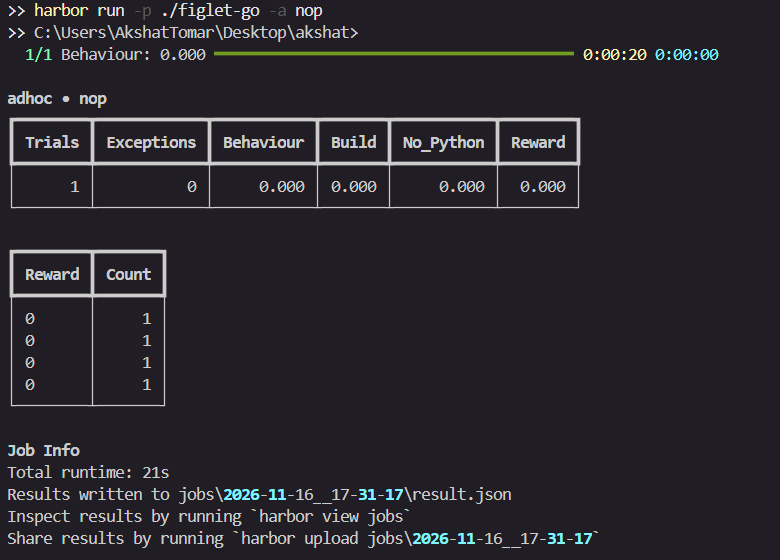 >> harbor run -p ./figlet-go -a nop
>> C:\Users\AkshatTomar\Desktop\akshat>
1/1 Behaviour: 0.000 0:00:20 0:00:00
adhoc • nop
Trials Exceptions Behaviour Build No_Python Reward
1 0 0.000 0.000 0.000 0.000
Reward Count
0 1
0 1
0 1
0 1
Job Info
Total runtime: 21s
Results written to jobs\2026-11-16__17-31-17\result.json
Inspect results by running `harbor view jobs`
Share results by running `harbor upload jobs\2026-11-16__17-31-17`